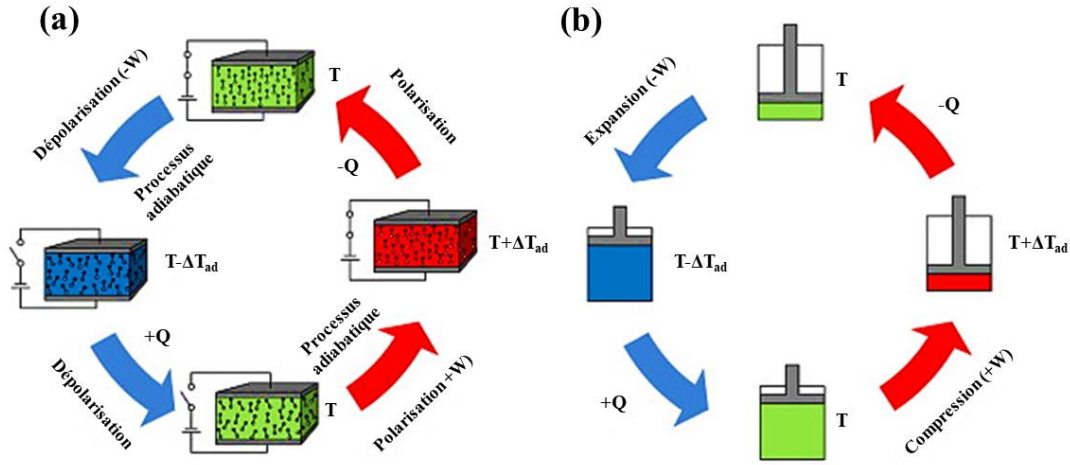 (a)
Dépolarisation (-W)
Processus
adiabatique
T
Polarisation
-Q
T-ΔTad
T+ΔTad
+Q
Dépolarisation
Processus
adiabatique
T
Polarisation +W)
(b)
Expansion (-W)
T
-Q
T-ΔTad
T+ΔTad
+Q
T
Compression (+W)